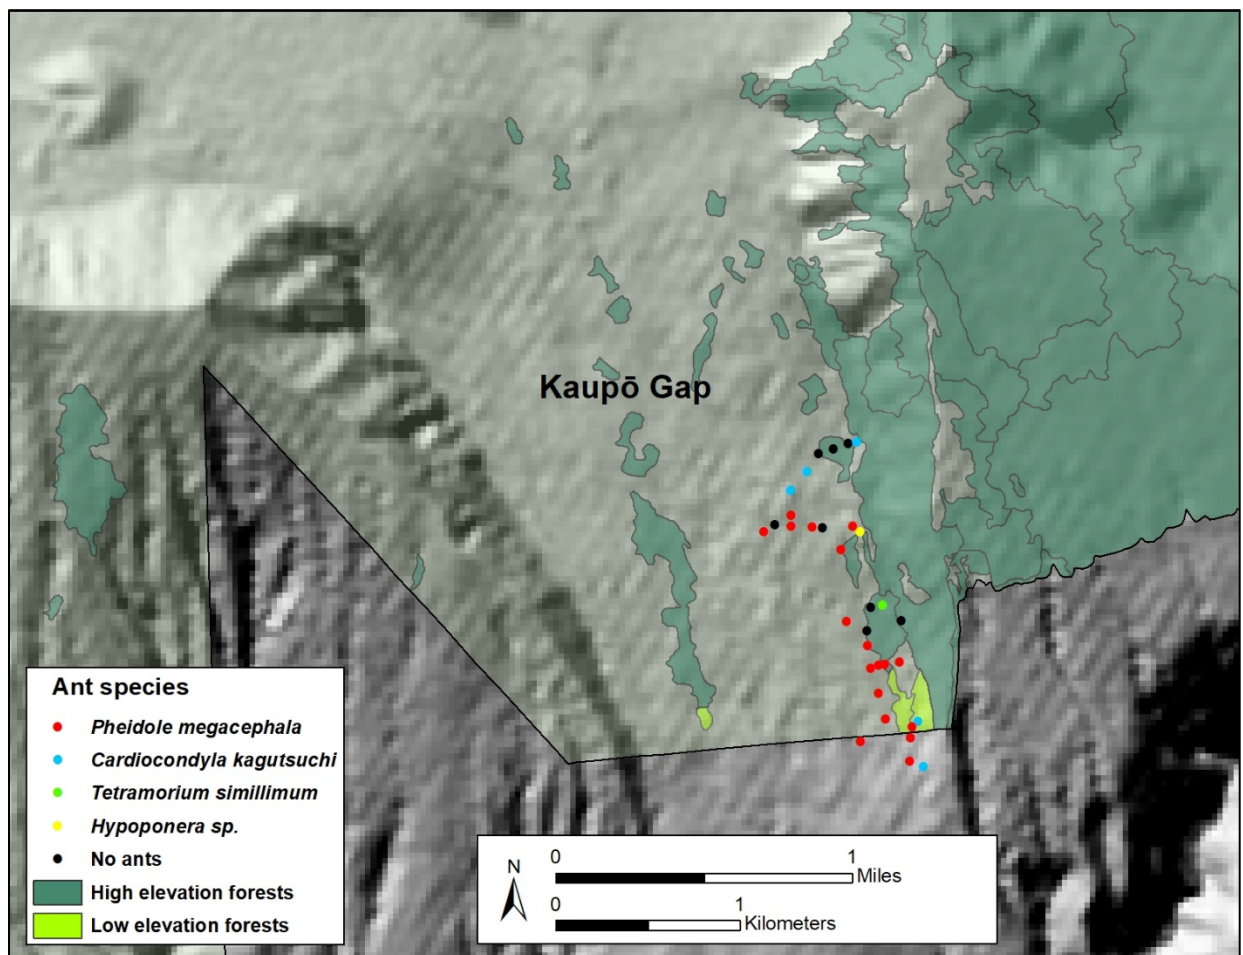 Kaupō Gap
Ant species
Pheidole megacephala
Cardiocondyla kagutsuchi
Tetramorium simillimum
Hypoponera sp.
No ants
High elevation forests
Low elevation forests
N
0 1
Miles
0 1
Kilometers